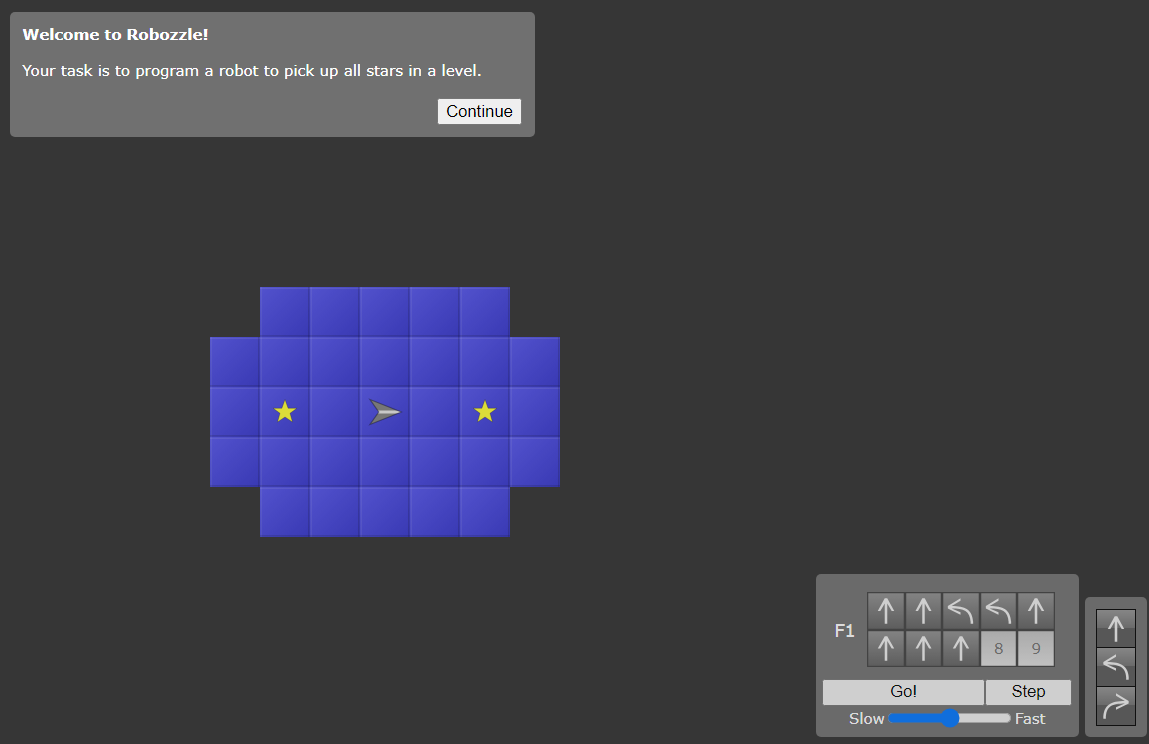 Welcome to Robozzle!
Your task is to program a robot to pick up all stars in a level.
Continue
F1
8 9
Go! Step
Slow Fast